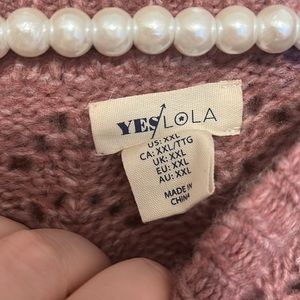 YES/LOLA
US: XXL
CA: XXL/TTG
UK: XXL
EU: XXL
AU: XXL
MADE IN
CHINA